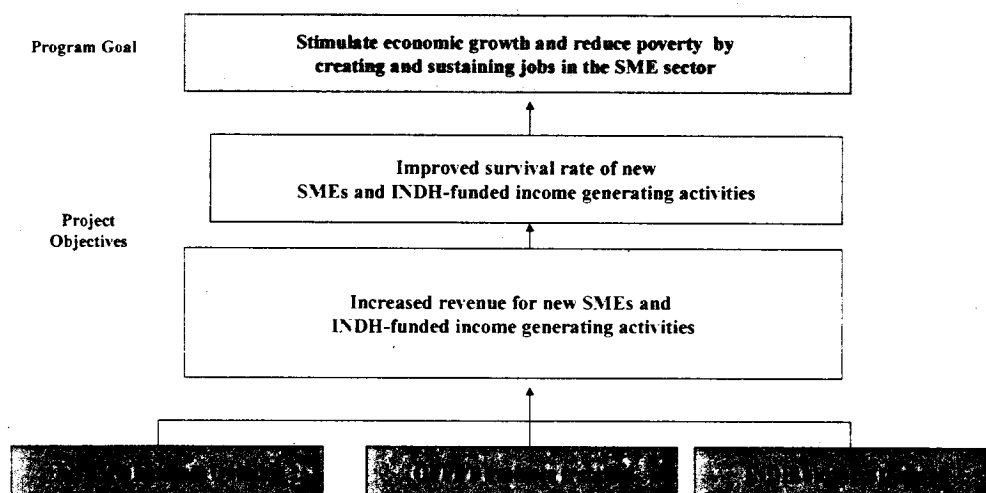 Program Goal
Stimulate economic growth and reduce poverty by
creating and sustaining jobs in the SME sector
Improved survival rate of new
SMEs and INDH-funded income generating activities
Project
Objectives
Increased revenue for new SMEs and
INDH-funded income generating activities